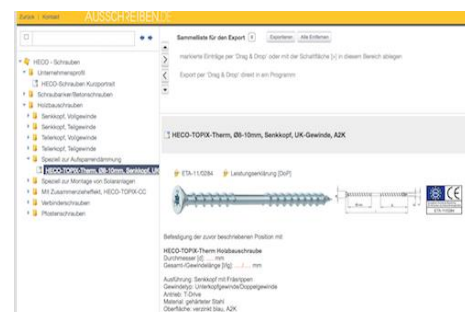 Zurück | Kontakt
AUSSCHREIBEN.DE
Sammelliste für den Export
Exportieren
Alle Entfernen
markierte Einträge per 'Drag & Drop' oder mit der Schaltfläche [>] in diesem Bereich ablegen
Export per 'Drag & Drop' direkt in ein Programm
HECO - Schrauben
Unternehmensprofil
HECO-Schrauben Kurzportrait
Schraubanker/Betonschrauben
Holzbauschrauben
Senkkopf, Vollgewinde
Senkkopf, Teilgewinde
Tellerkopf, Vollgewinde
Tellerkopf, Teilgewinde
Speziell zur Aufsparrendämmung
HECO-TOPIX-Therm, Ø8-10mm, Senkkopf, UK
Speziell zur Montage von Solaranlagen
Mit Zusammenzieheffekt, HECO-TOPIX-CC
Verbinderschrauben
Pfostenschrauben
HECO-TOPIX-Therm, Ø8-10mm, Senkkopf, UK-Gewinde, A2K
ETA-11/0284
Leistungserklärung [DoP]
CE
ETA-11/0284
Befestigung der zuvor beschriebenen Position mit
HECO-TOPIX-Therm Holzbauschraube
Durchmesser [d]: ..... mm
Gesamt-/Gewindelänge [l/lg]: ...../..... mm
Ausführung: Senkkopf mit Fräsrippen
Gewindetyp: Unterkopfgewinde/Doppelgewinde
Antrieb: T-Drive
Material: gehärteter Stahl
Oberfläche: verzinkt blau, A2K